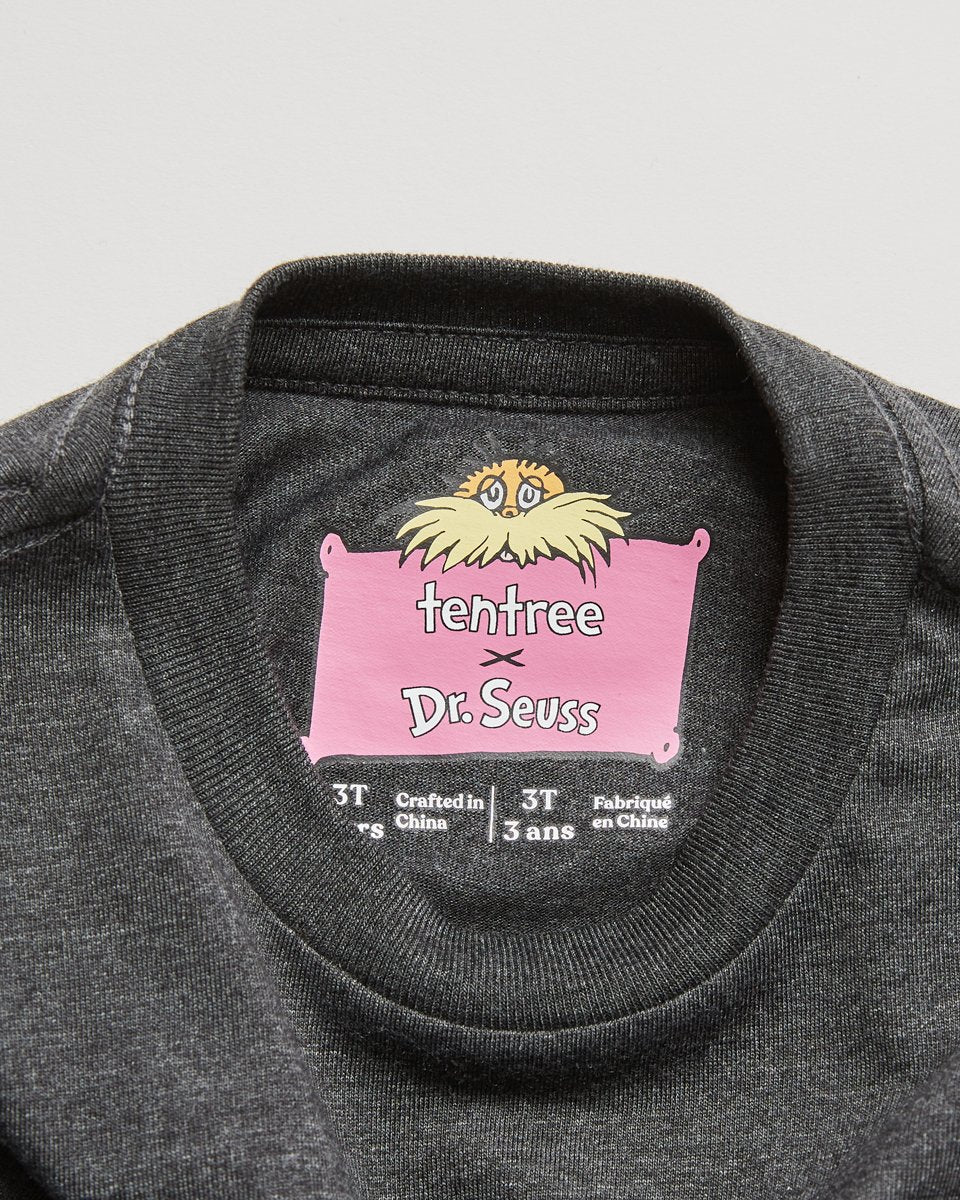 tentree
x
Dr. Seuss
3T Crafted in 3T Fabriqué
China 3 ans en Chine